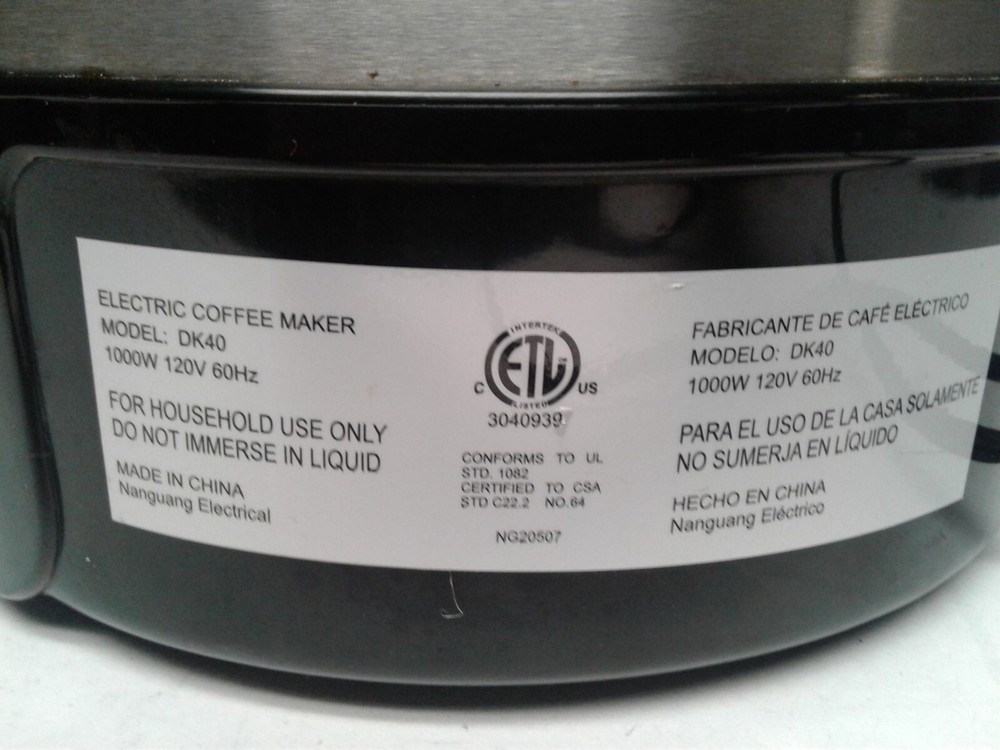 ELECTRIC COFFEE MAKER
MODEL: DK40
1000W 120V 60Hz
FOR HOUSEHOLD USE ONLY
DO NOT IMMERSE IN LIQUID
MADE IN CHINA
Nanguang Electrical
INTERTEK
ETL
C US
LISTED
3040939
CONFORMS TO UL
STD. 1082
CERTIFIED TO CSA
STD C22.2 NO.64
NG20507
FABRICANTE DE CAFÉ ELÉCTRICO
MODELO: DK40
1000W 120V 60Hz
PARA EL USO DE LA CASA SOLAMENTE
NO SUMERJA EN LÍQUIDO
HECHO EN CHINA
Nanguang Eléctrico